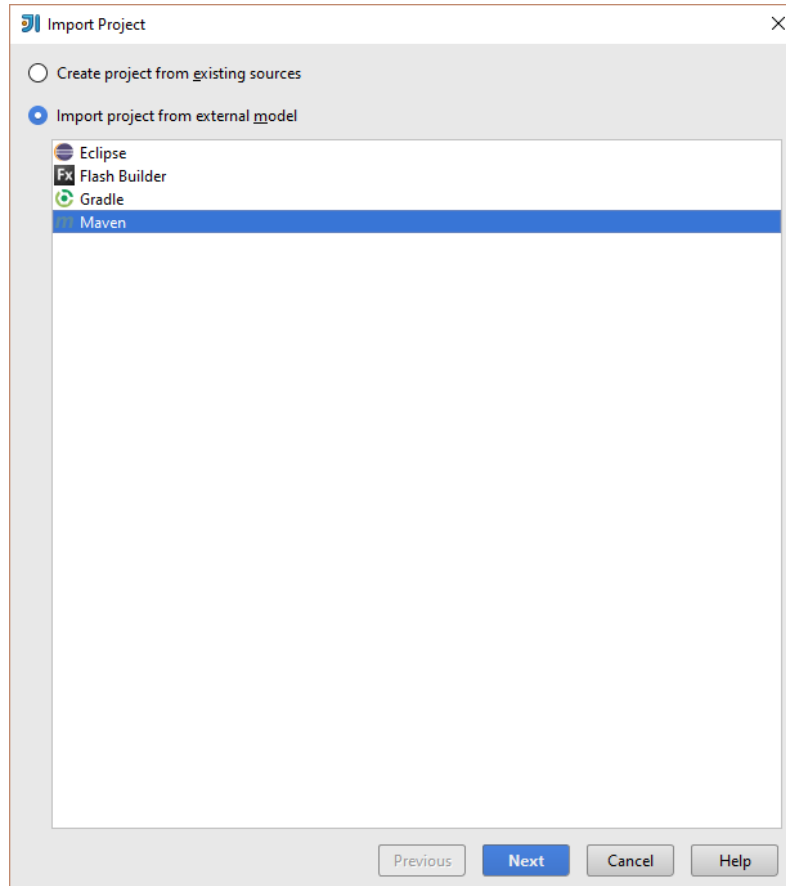 Import Project
Create project from existing sources
Import project from external model
Eclipse
Fx Flash Builder
Gradle
m Maven
Previous Next Cancel Help